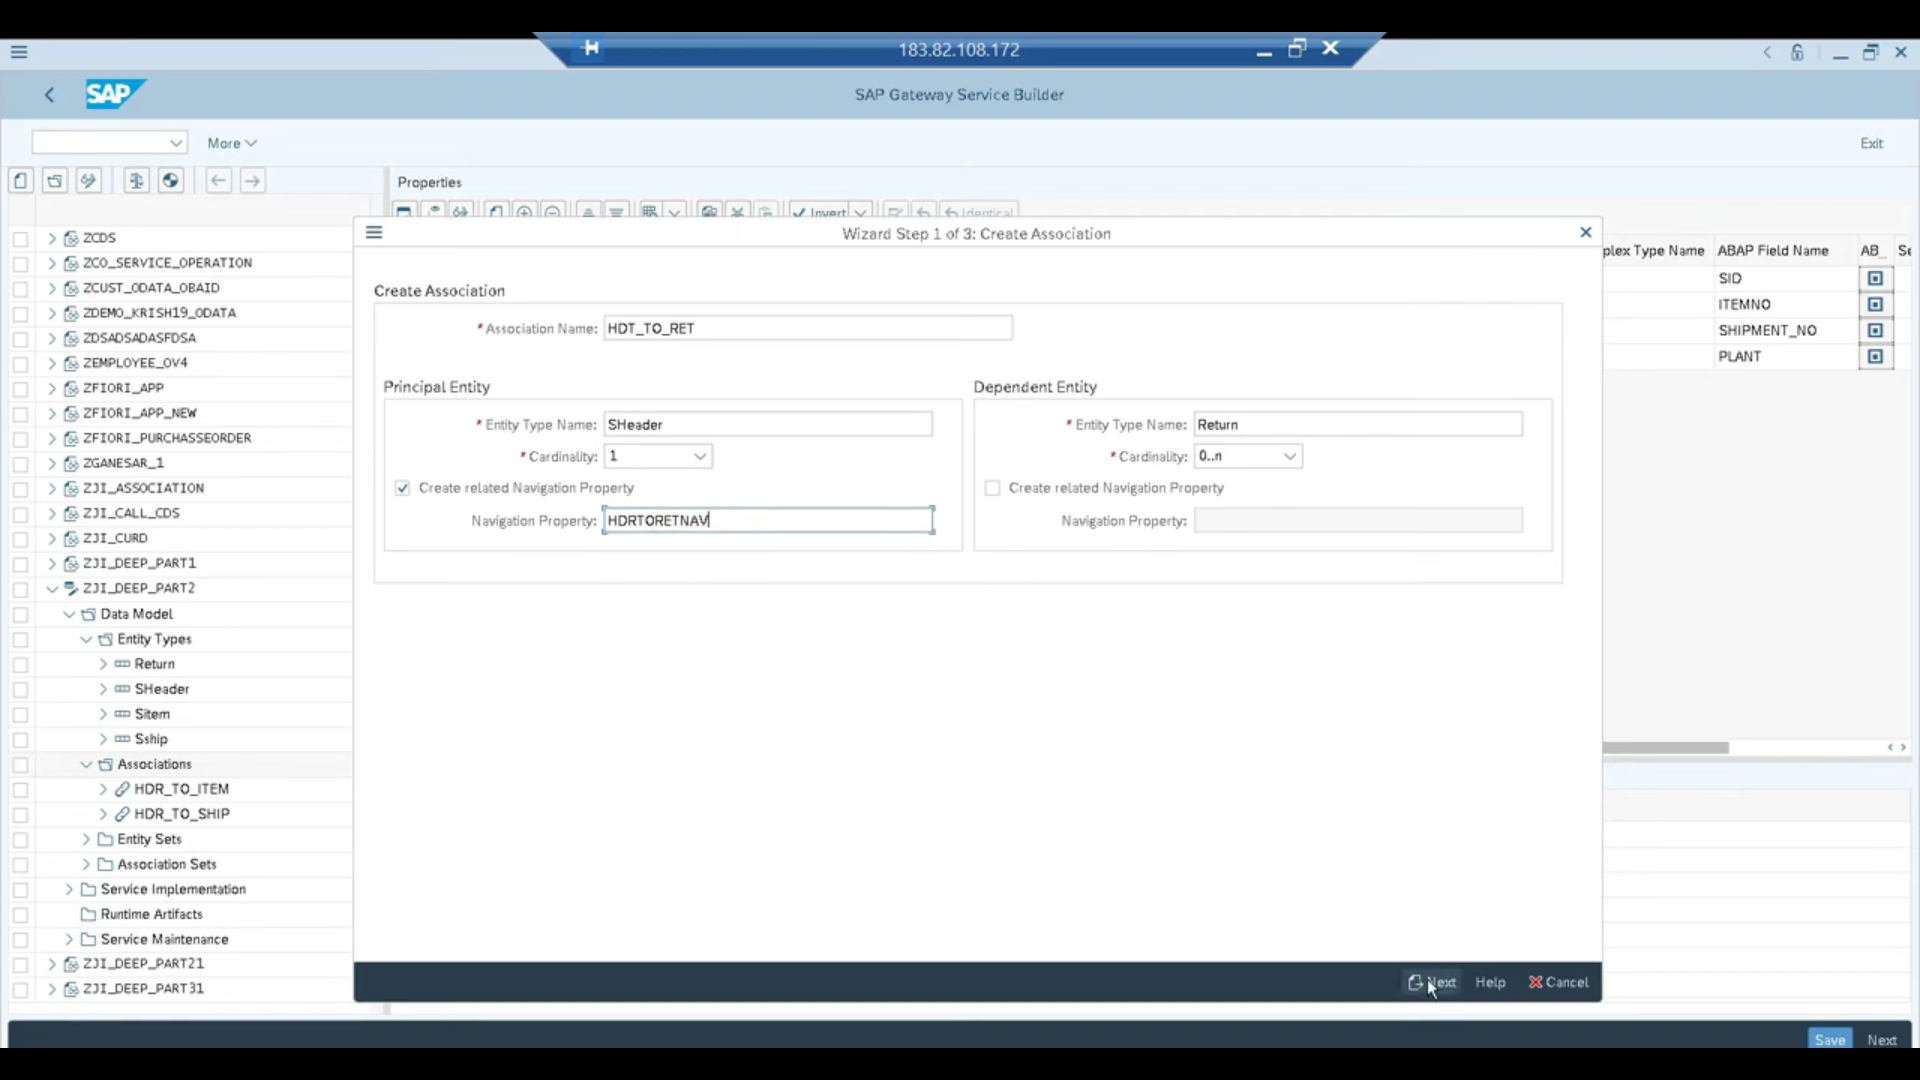 183.82.108.172
SAP
SAP Gateway Service Builder
More
Exit
Properties
Invert
Identical
Wizard Step 1 of 3: Create Association
Create Association
* Association Name: HDT_TO_RET
Principal Entity
* Entity Type Name: SHeader
* Cardinality: 1
Create related Navigation Property
Navigation Property: HDRTORETNAV
Dependent Entity
* Entity Type Name: Return
* Cardinality: 0..n
Create related Navigation Property
Navigation Property:
Next
Help
Cancel
plex Type Name
ABAP Field Name
AB_
Se
SID
ITEMNO
SHIPMENT_NO
PLANT
ZCDS
ZCO_SERVICE_OPERATION
ZCUST_ODATA_OBAID
ZDEMO_KRISH19_ODATA
ZDSADSADASFDSA
ZEMPLOYEE_OV4
ZFIORI_APP
ZFIORI_APP_NEW
ZFIORI_PURCHASSEORDER
ZGANESAR_1
ZJI_ASSOCIATION
ZJI_CALL_CDS
ZJI_CURD
ZJI_DEEP_PART1
ZJI_DEEP_PART2
Data Model
Entity Types
Return
SHeader
Sitem
Sship
Associations
HDR_TO_ITEM
HDR_TO_SHIP
Entity Sets
Association Sets
Service Implementation
Runtime Artifacts
Service Maintenance
ZJI_DEEP_PART21
ZJI_DEEP_PART31
Save
Next